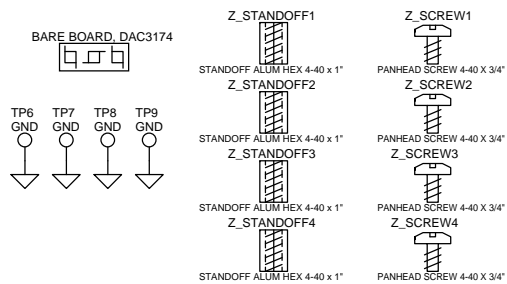 BARE BOARD, DAC3174
TP6 TP7 TP8 TP9
GND GND GND GND
Z_STANDOFF1
STANDOFF ALUM HEX 4-40 x 1"
Z_STANDOFF2
STANDOFF ALUM HEX 4-40 x 1"
Z_STANDOFF3
STANDOFF ALUM HEX 4-40 x 1"
Z_STANDOFF4
STANDOFF ALUM HEX 4-40 x 1"
Z_SCREW1
PANHEAD SCREW 4-40 X 3/4"
Z_SCREW2
PANHEAD SCREW 4-40 X 3/4"
Z_SCREW3
PANHEAD SCREW 4-40 X 3/4"
Z_SCREW4
PANHEAD SCREW 4-40 X 3/4"